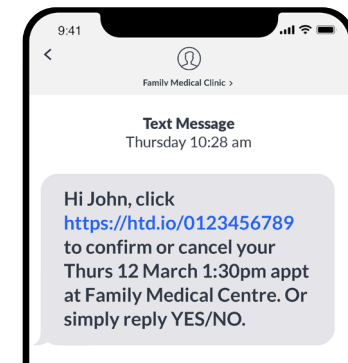 9:41
Family Medical Clinic >
Text Message
Thursday 10:28 am
Hi John, click
https://htd.io/0123456789
to confirm or cancel your
Thurs 12 March 1:30pm appt
at Family Medical Centre. Or
simply reply YES/NO.